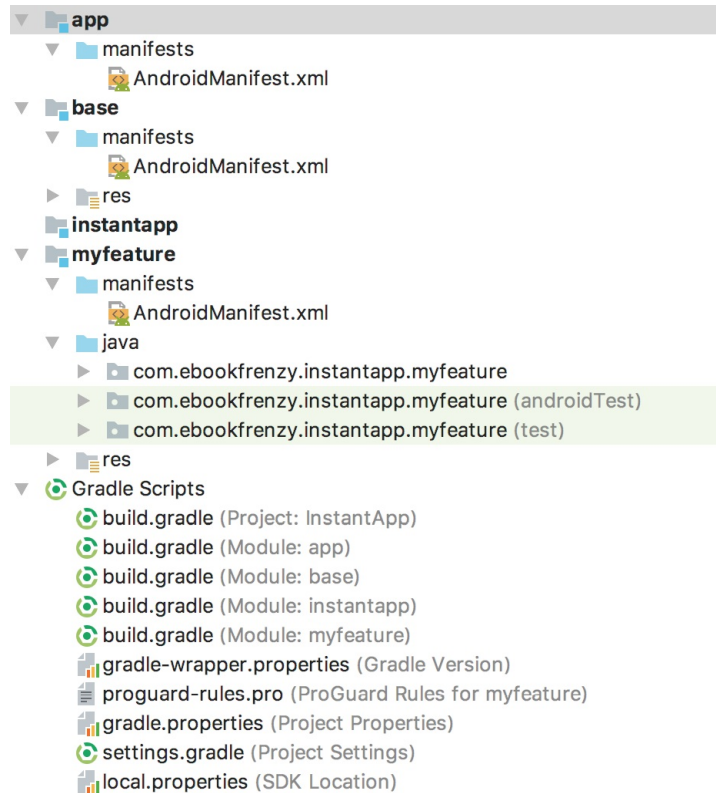 app
manifests
AndroidManifest.xml
base
manifests
AndroidManifest.xml
res
instantapp
myfeature
manifests
AndroidManifest.xml
java
com.ebookfrenzy.instantapp.myfeature
com.ebookfrenzy.instantapp.myfeature (androidTest)
com.ebookfrenzy.instantapp.myfeature (test)
res
Gradle Scripts
build.gradle (Project: InstantApp)
build.gradle (Module: app)
build.gradle (Module: base)
build.gradle (Module: instantapp)
build.gradle (Module: myfeature)
gradle-wrapper.properties (Gradle Version)
proguard-rules.pro (ProGuard Rules for myfeature)
gradle.properties (Project Properties)
settings.gradle (Project Settings)
local.properties (SDK Location)